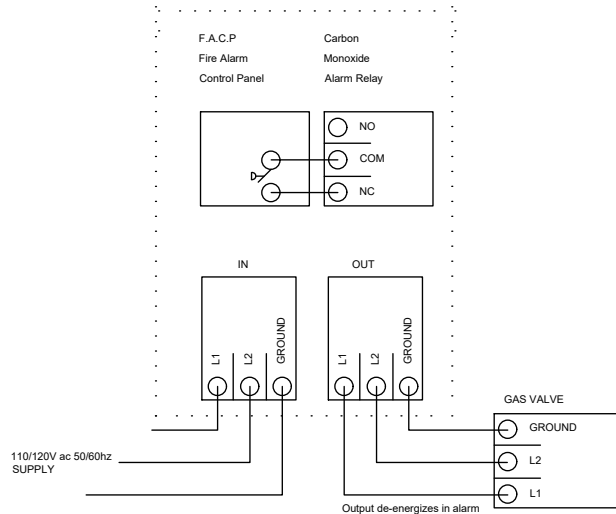 F.A.C.P
Fire Alarm
Control Panel
Carbon
Monoxide
Alarm Relay
NO
COM
NC
IN
OUT
L1
L2
GROUND
L1
L2
GROUND
GAS VALVE
GROUND
L2
L1
110/120V ac 50/60hz
SUPPLY
Output de-energizes in alarm